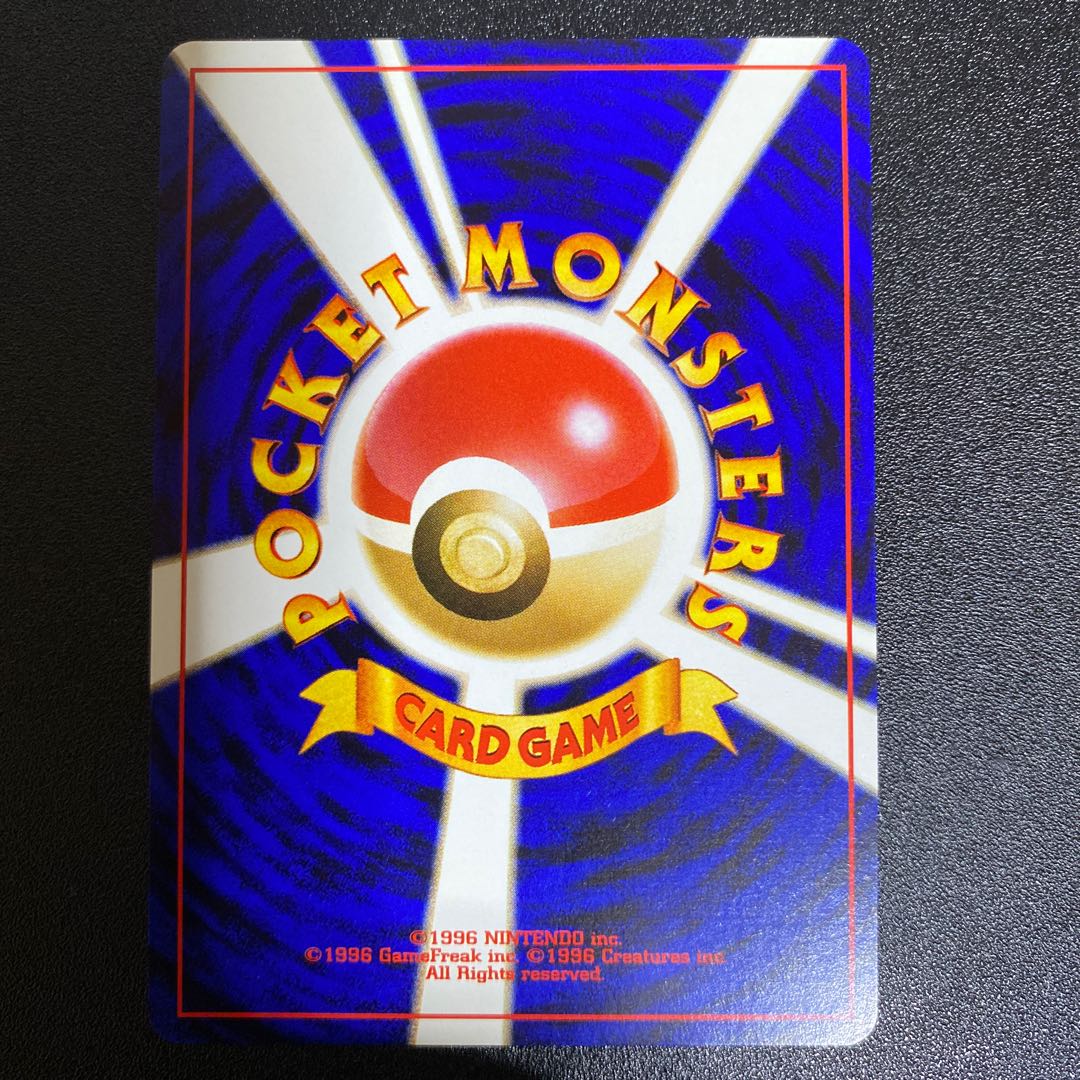 POCKET MONSTERS
CARD GAME
©1996 NINTENDO inc.
©1996 GameFreak inc. ©1996 Creatures inc
All Rights reserved.